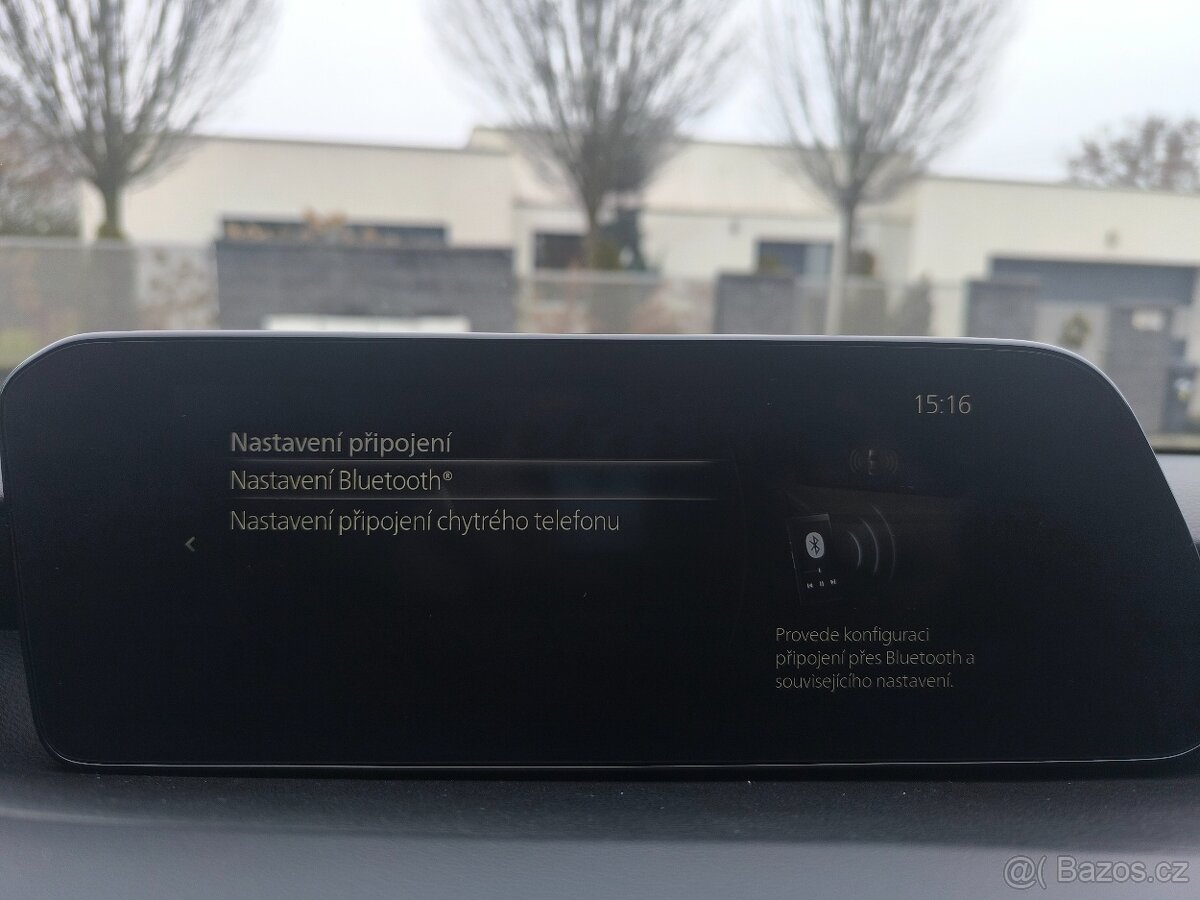 15:16
Nastavení připojení
Nastavení Bluetooth®
Nastavení připojení chytrého telefonu
Provede konfiguraci
připojení přes Bluetooth a
souvisejícího nastavení.
@( Bazos.cz